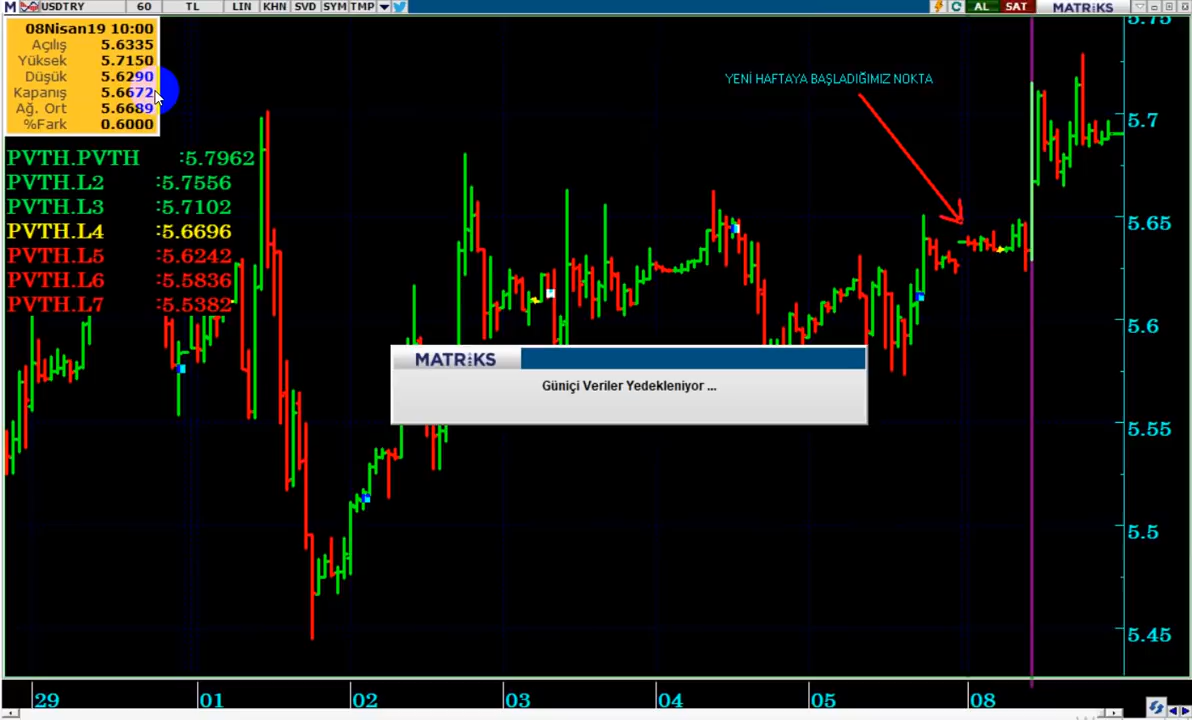 M USDTRY 60 TL LIN KHN SVD SYM TMP AL SAT MATRiKS
08Nisan19 10:00
Açılış 5.6335
Yüksek 5.7150
Düşük 5.6290
Kapanış 5.6672
Ağ. Ort 5.6689
%Fark 0.6000
PVTH.PVTH :5.7962
PVTH.L2 :5.7556
PVTH.L3 :5.7102
PVTH.L4 :5.6696
PVTH.L5 :5.6242
PVTH.L6 :5.5836
PVTH.L7 :5.5382
YENİ HAFTAYA BAŞLADIĞIMIZ NOKTA
MATRiKS
Güniçi Veriler Yedekleniyor ...
5.75
5.7
5.65
5.6
5.55
5.5
5.45
29 01 02 03 04 05 08